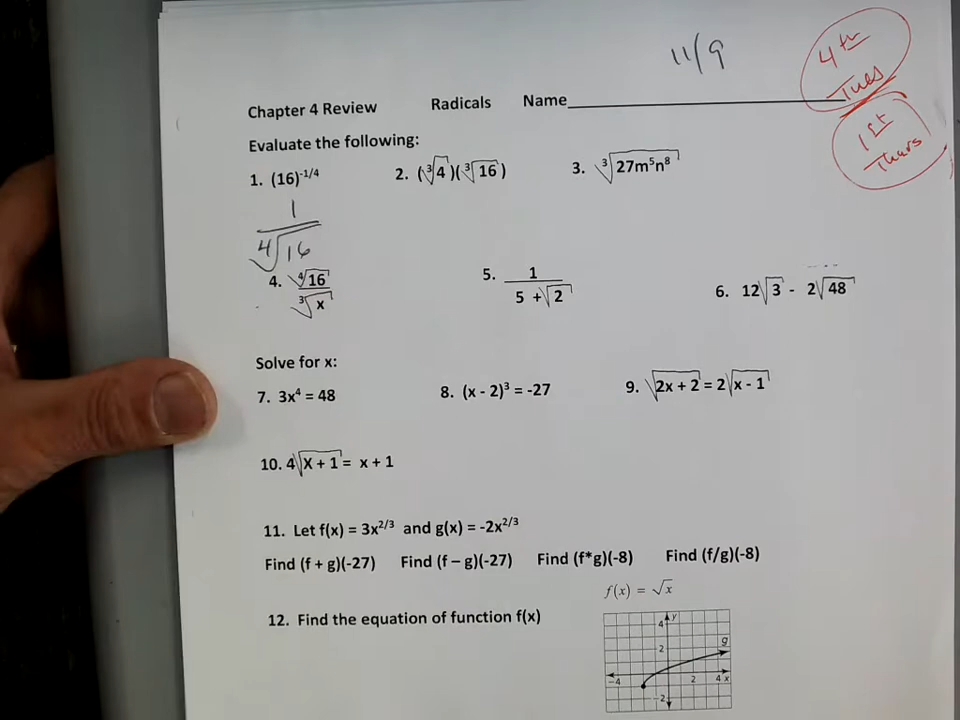 11/9
4th
Tues
1st
Thurs
Chapter 4 Review Radicals Name
Evaluate the following:
1. (16)^-1/4 2. (∛4)(∛16) 3. ∛27m⁵n⁸
1
∜16
4. ∜16 / ∛x 5. 1 / 5 + √2 6. 12√3 - 2√48
Solve for x:
7. 3x⁴ = 48 8. (x - 2)³ = -27 9. √2x + 2 = 2√x - 1
10. 4√X + 1 = x + 1
11. Let f(x) = 3x^2/3 and g(x) = -2x^2/3
Find (f + g)(-27) Find (f – g)(-27) Find (f*g)(-8) Find (f/g)(-8)
f(x) = √x
12. Find the equation of function f(x)
4 y
2 g
-4 2 4 x
-2